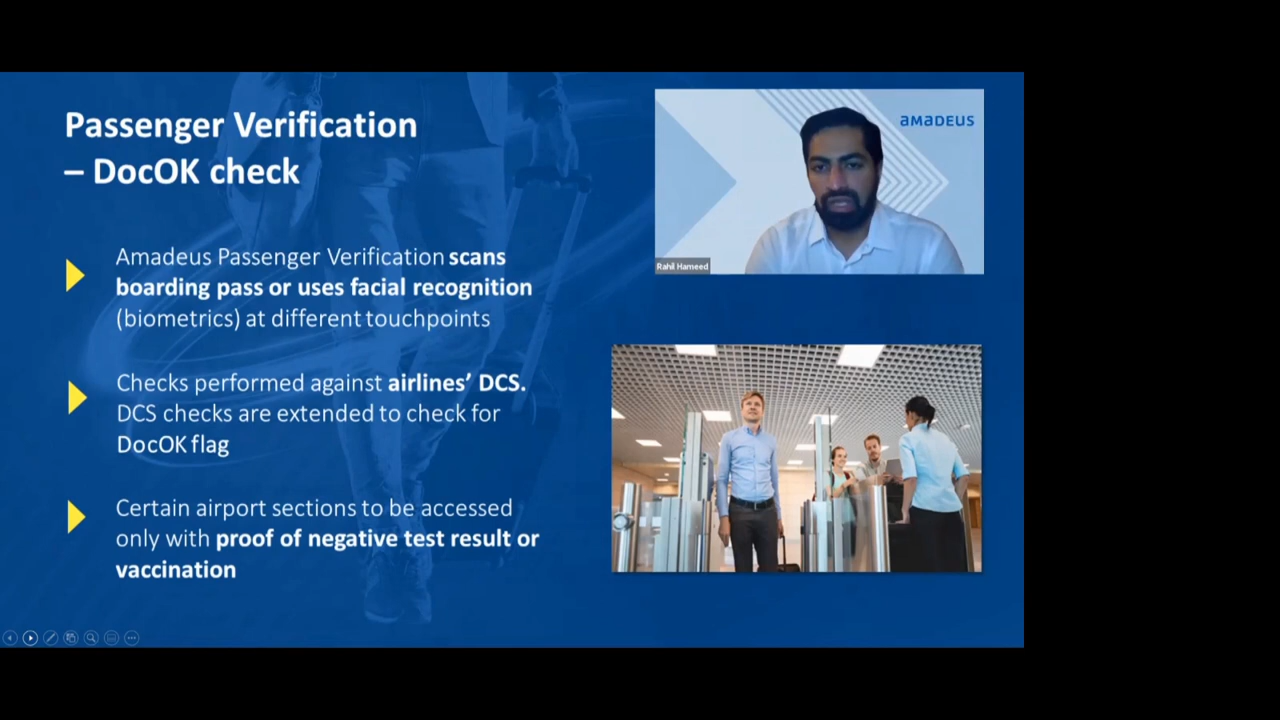 Passenger Verification
– DocOK check
Amadeus Passenger Verification scans
boarding pass or uses facial recognition
(biometrics) at different touchpoints
Checks performed against airlines’ DCS.
DCS checks are extended to check for
DocOK flag
Certain airport sections to be accessed
only with proof of negative test result or
vaccination
amadeus
Rahil Hameed